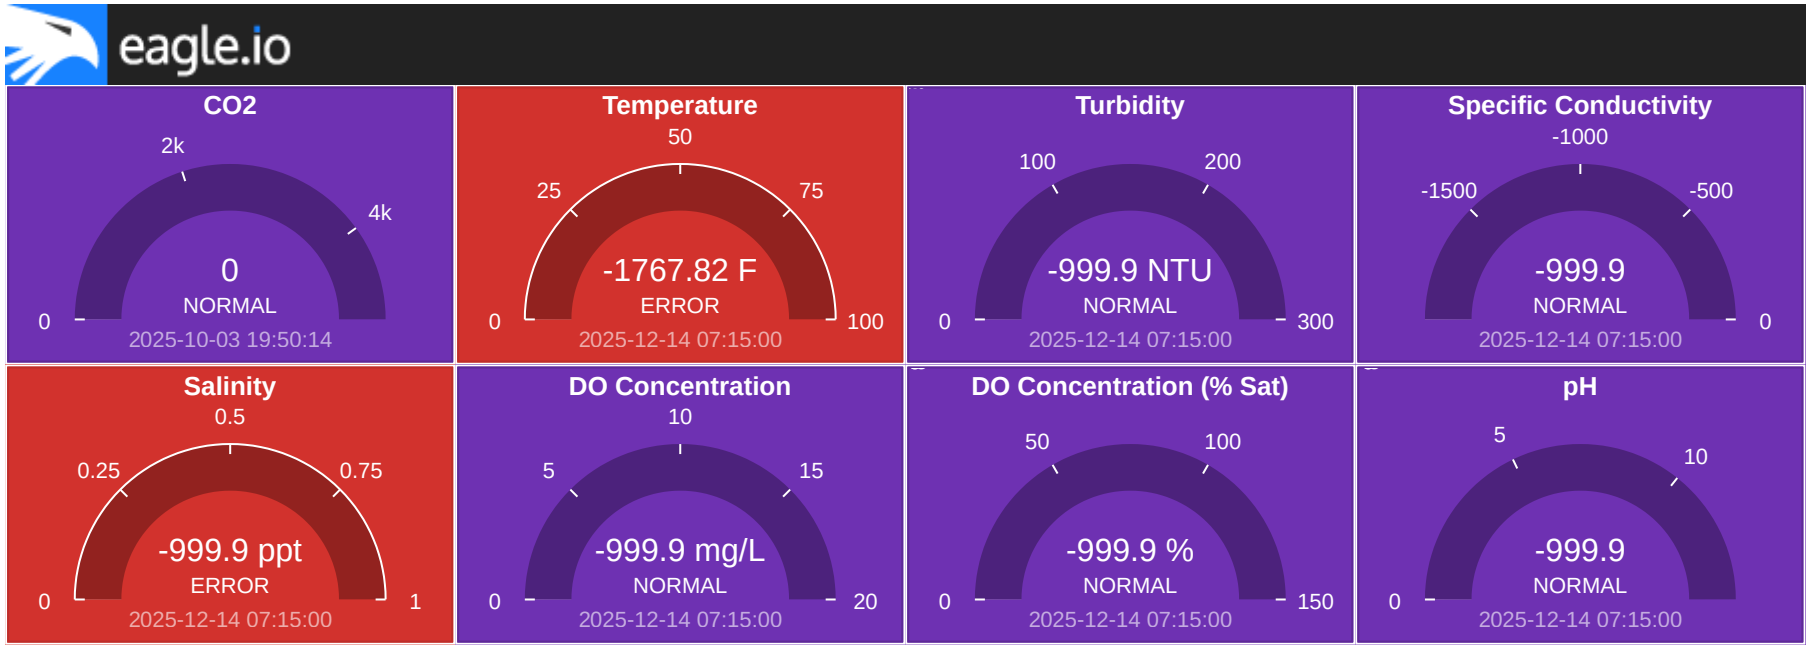 eagle.io
CO2
2k
4k
0
NORMAL
0
2025-10-03 19:50:14
Temperature
50
25
75
-1767.82 F
ERROR
0
100
2025-12-14 07:15:00
Turbidity
100
200
-999.9 NTU
NORMAL
0
300
2025-12-14 07:15:00
Specific Conductivity
-1000
-1500
-500
-999.9
NORMAL
0
2025-12-14 07:15:00
Salinity
0.5
0.25
0.75
-999.9 ppt
ERROR
0
1
2025-12-14 07:15:00
DO Concentration
10
5
15
-999.9 mg/L
NORMAL
0
20
2025-12-14 07:15:00
DO Concentration (% Sat)
50
100
-999.9 %
NORMAL
0
150
2025-12-14 07:15:00
pH
5
10
-999.9
NORMAL
0
2025-12-14 07:15:00